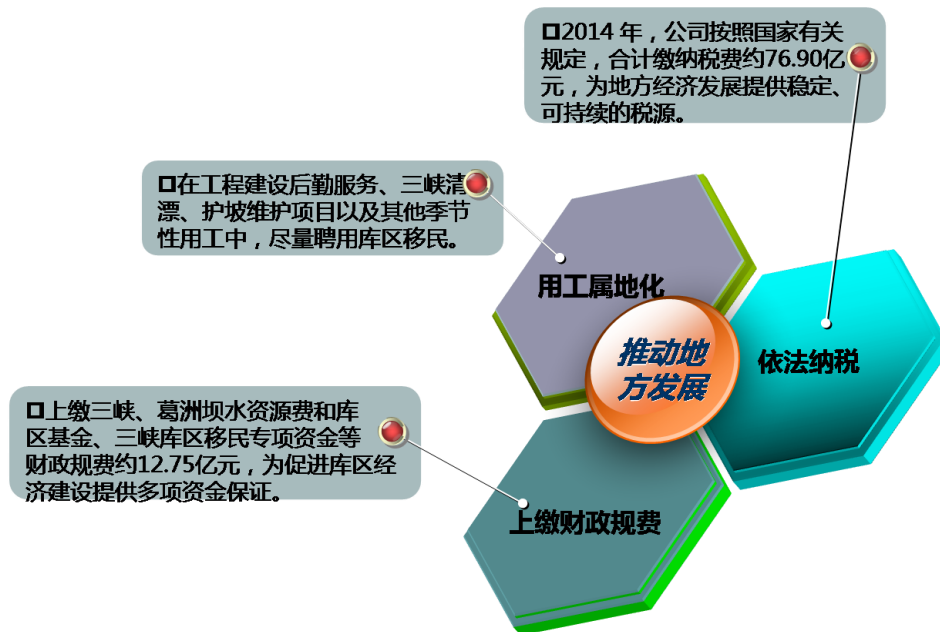 □2014 年，公司按照国家有关
规定，合计缴纳税费约76.90亿
元，为地方经济发展提供稳定、
可持续的税源。
□在工程建设后勤服务、三峡清
漂、护坡维护项目以及其他季节
性用工中，尽量聘用库区移民。
用工属地化
推动地
方发展
依法纳税
□上缴三峡、葛洲坝水资源费和库
区基金、三峡库区移民专项资金等
财政规费约12.75亿元，为促进库区经
济建设提供多项资金保证。
上缴财政规费